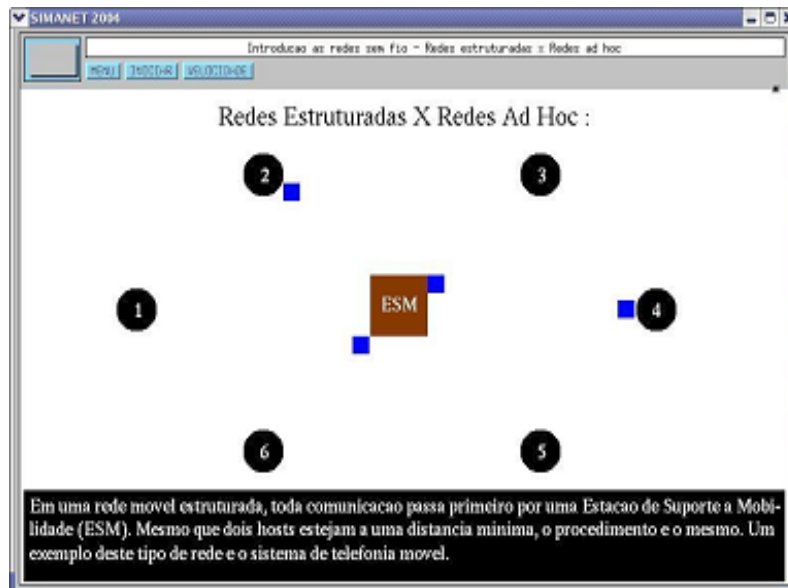 SIMANET 2004
Introducao as redes sem fio - Redes estruturadas x Redes ad hoc
MENU INICIAR VELOCIDADE
Redes Estruturadas X Redes Ad Hoc :
2
3
ESM
1
4
6
5
Em uma rede movel estruturada, toda comunicacao passa primeiro por uma Estacao de Suporte a Mobi-
lidade (ESM). Mesmo que dois hosts estejam a uma distancia minima, o procedimento e o mesmo. Um
exemplo deste tipo de rede e o sistema de telefonia movel.